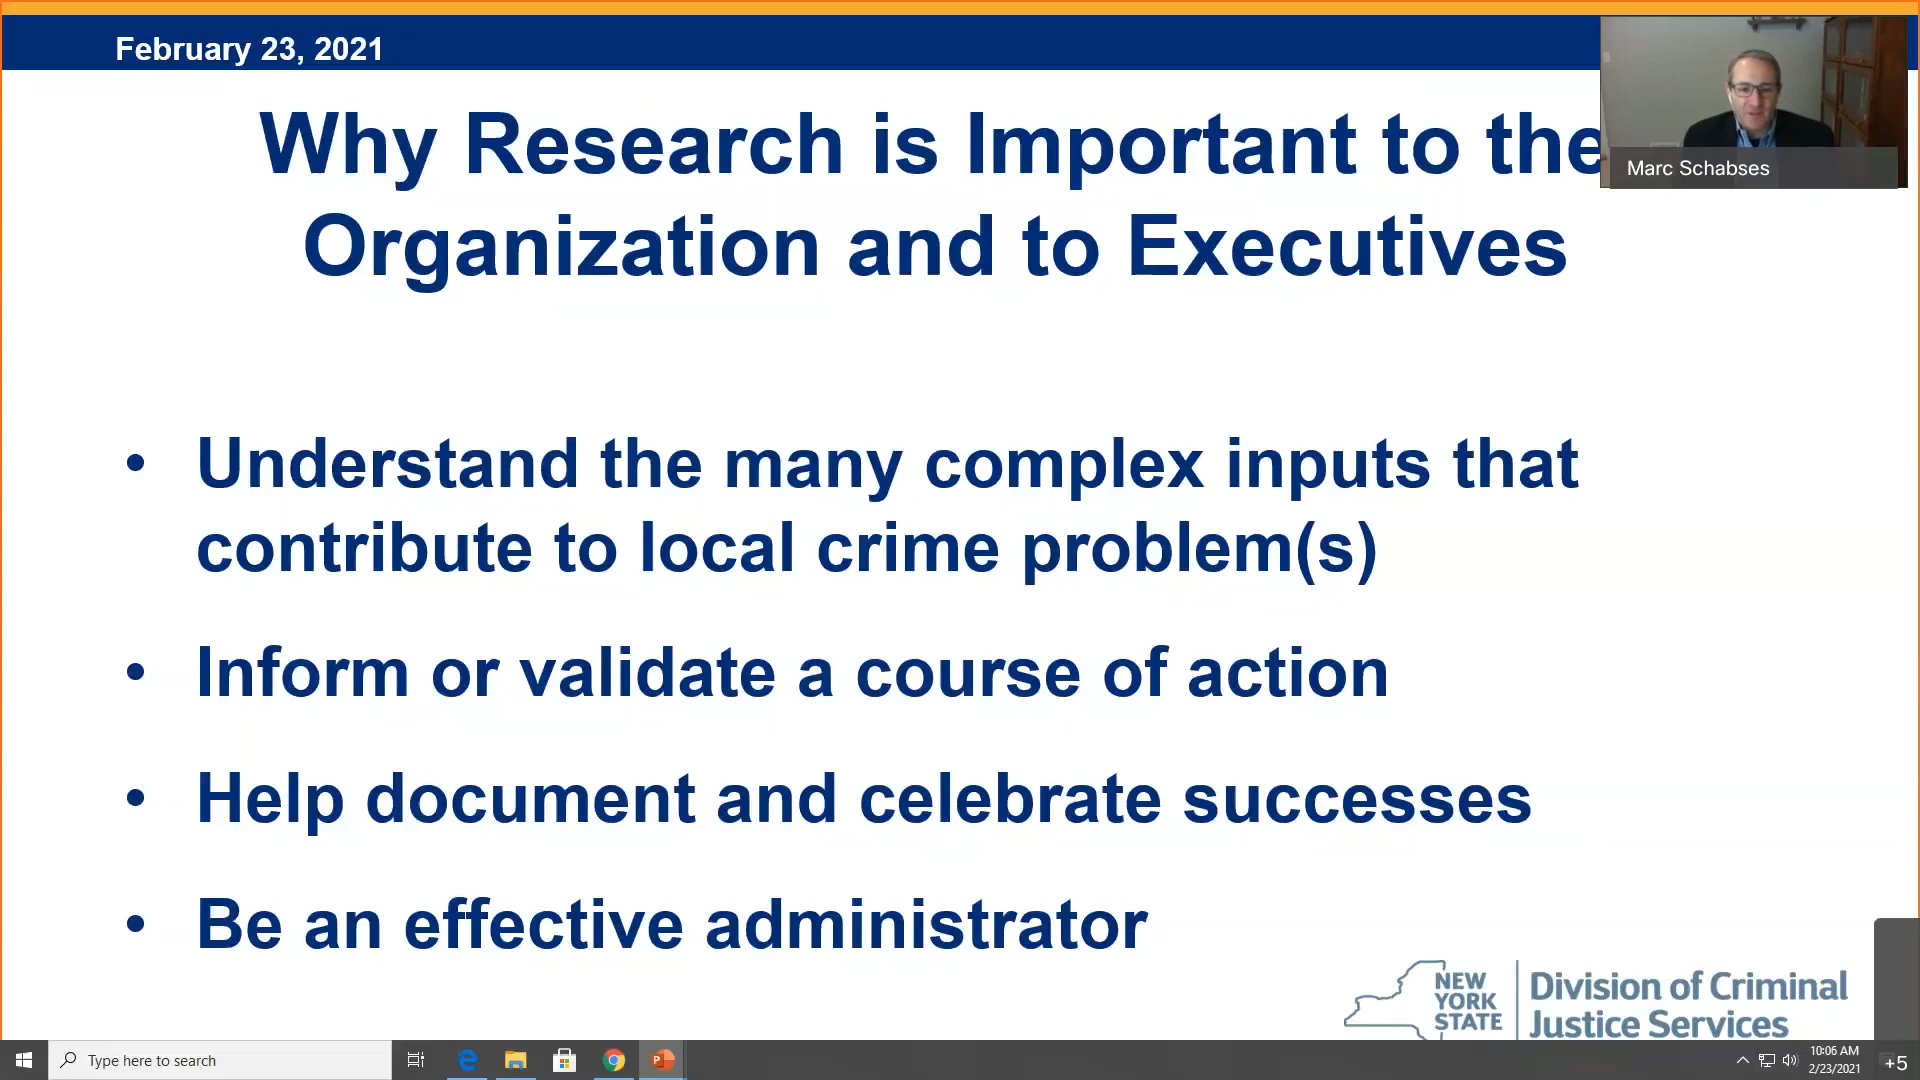 February 23, 2021
Why Research is Important to the
Organization and to Executives
Marc Schabses
• Understand the many complex inputs that
contribute to local crime problem(s)
• Inform or validate a course of action
• Help document and celebrate successes
• Be an effective administrator
NEW
YORK
STATE
Division of Criminal
Justice Services
Type here to search
P
10:06 AM
2/23/2021
+5